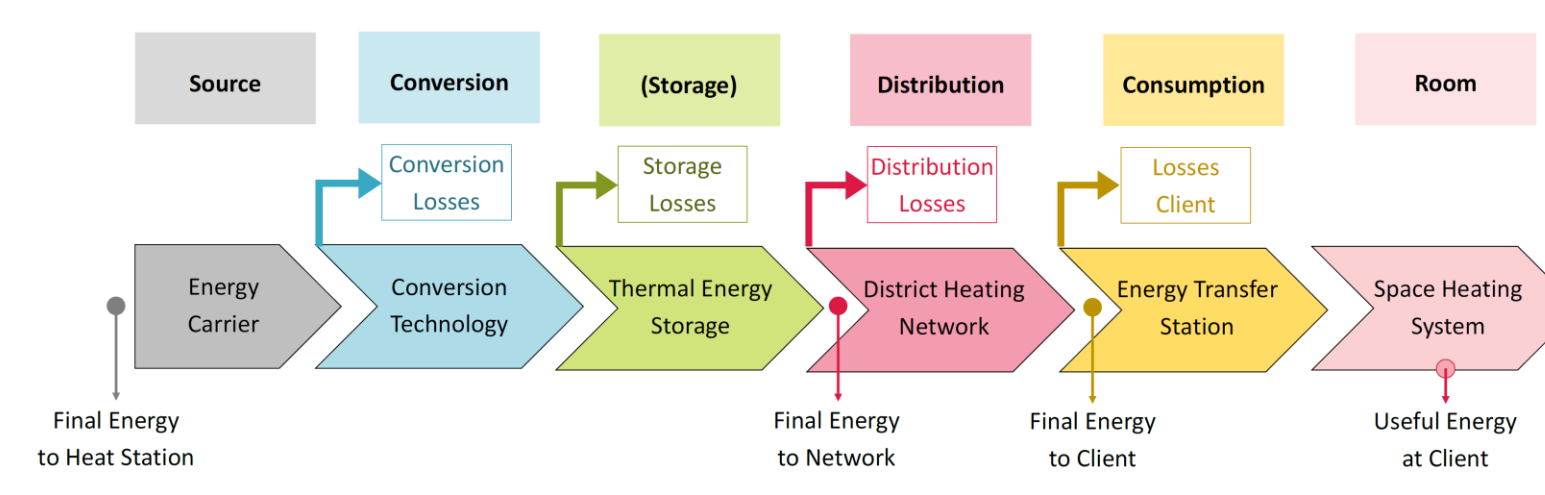 Source
Conversion
(Storage)
Distribution
Consumption
Room
Conversion
Losses
Storage
Losses
Distribution
Losses
Losses
Client
Energy
Carrier
Conversion
Technology
Thermal Energy
Storage
District Heating
Network
Energy Transfer
Station
Space Heating
System
Final Energy
to Heat Station
Final Energy
to Network
Final Energy
to Client
Useful Energy
at Client